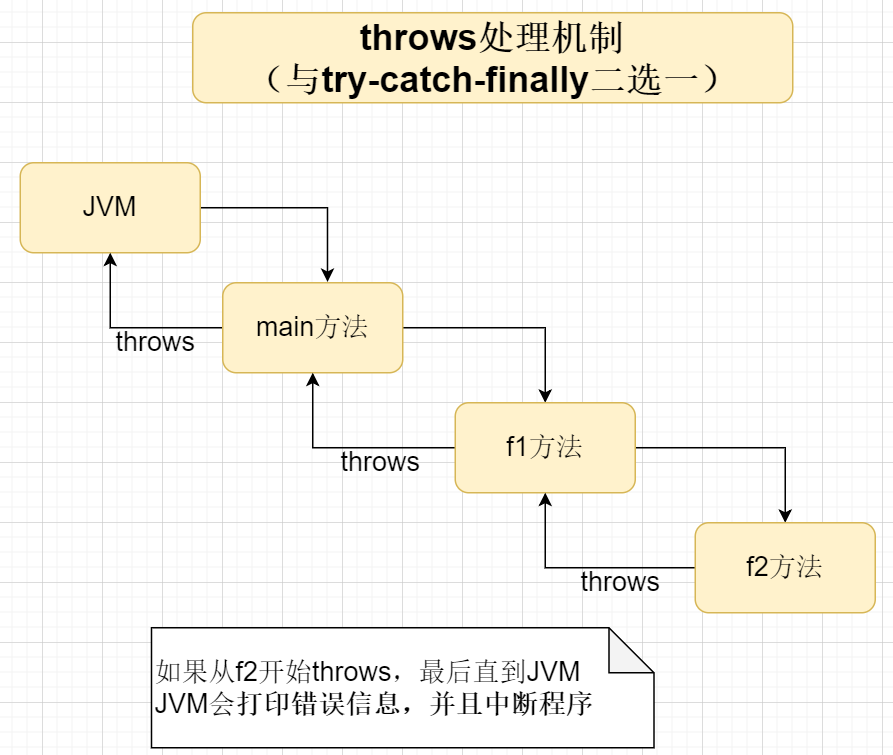 throws处理机制
（与try-catch-finally二选一）
JVM
main方法
throws
f1方法
throws
f2方法
throws
如果从f2开始throws，最后直到JVM
JVM会打印错误信息，并且中断程序